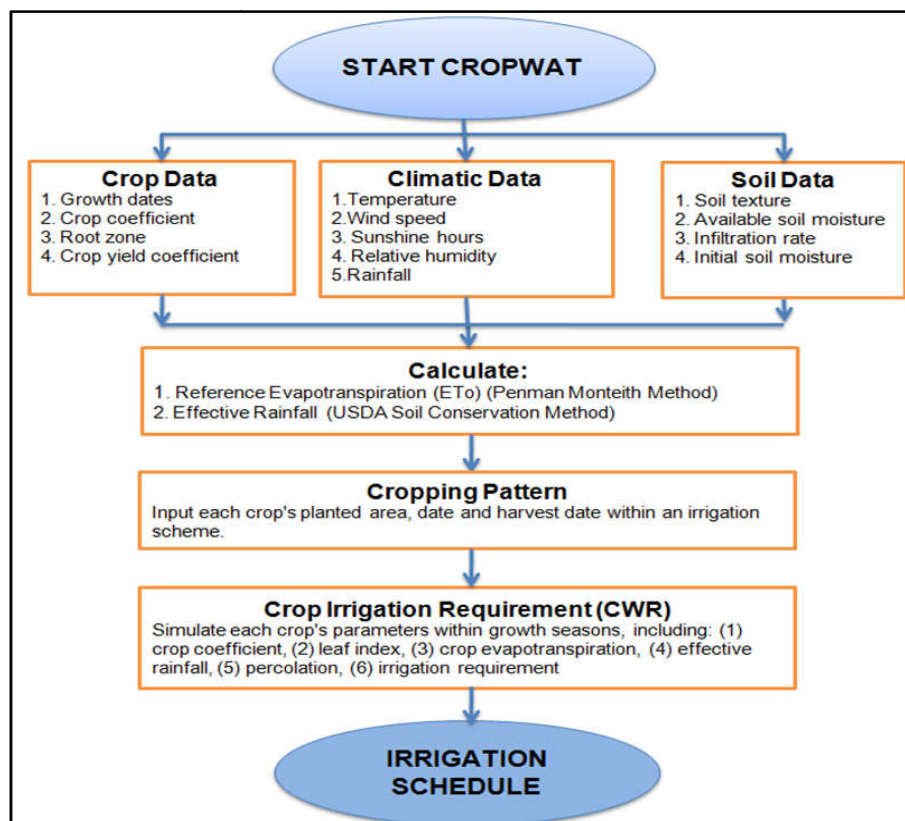 START CROPWAT
Crop Data
1. Growth dates
2. Crop coefficient
3. Root zone
4. Crop yield coefficient
Climatic Data
1.Temperature
2.Wind speed
3. Sunshine hours
4. Relative humidity
5.Rainfall
Soil Data
1. Soil texture
2. Available soil moisture
3. Infiltration rate
4. Initial soil moisture
Calculate:
1. Reference Evapotranspiration (ETo) (Penman Monteith Method)
2. Effective Rainfall (USDA Soil Conservation Method)
Cropping Pattern
Input each crop's planted area, date and harvest date within an irrigation
scheme.
Crop Irrigation Requirement (CWR)
Simulate each crop's parameters within growth seasons, including: (1)
crop coefficient, (2) leaf index, (3) crop evapotranspiration, (4) effective
rainfall, (5) percolation, (6) irrigation requirement
IRRIGATION
SCHEDULE